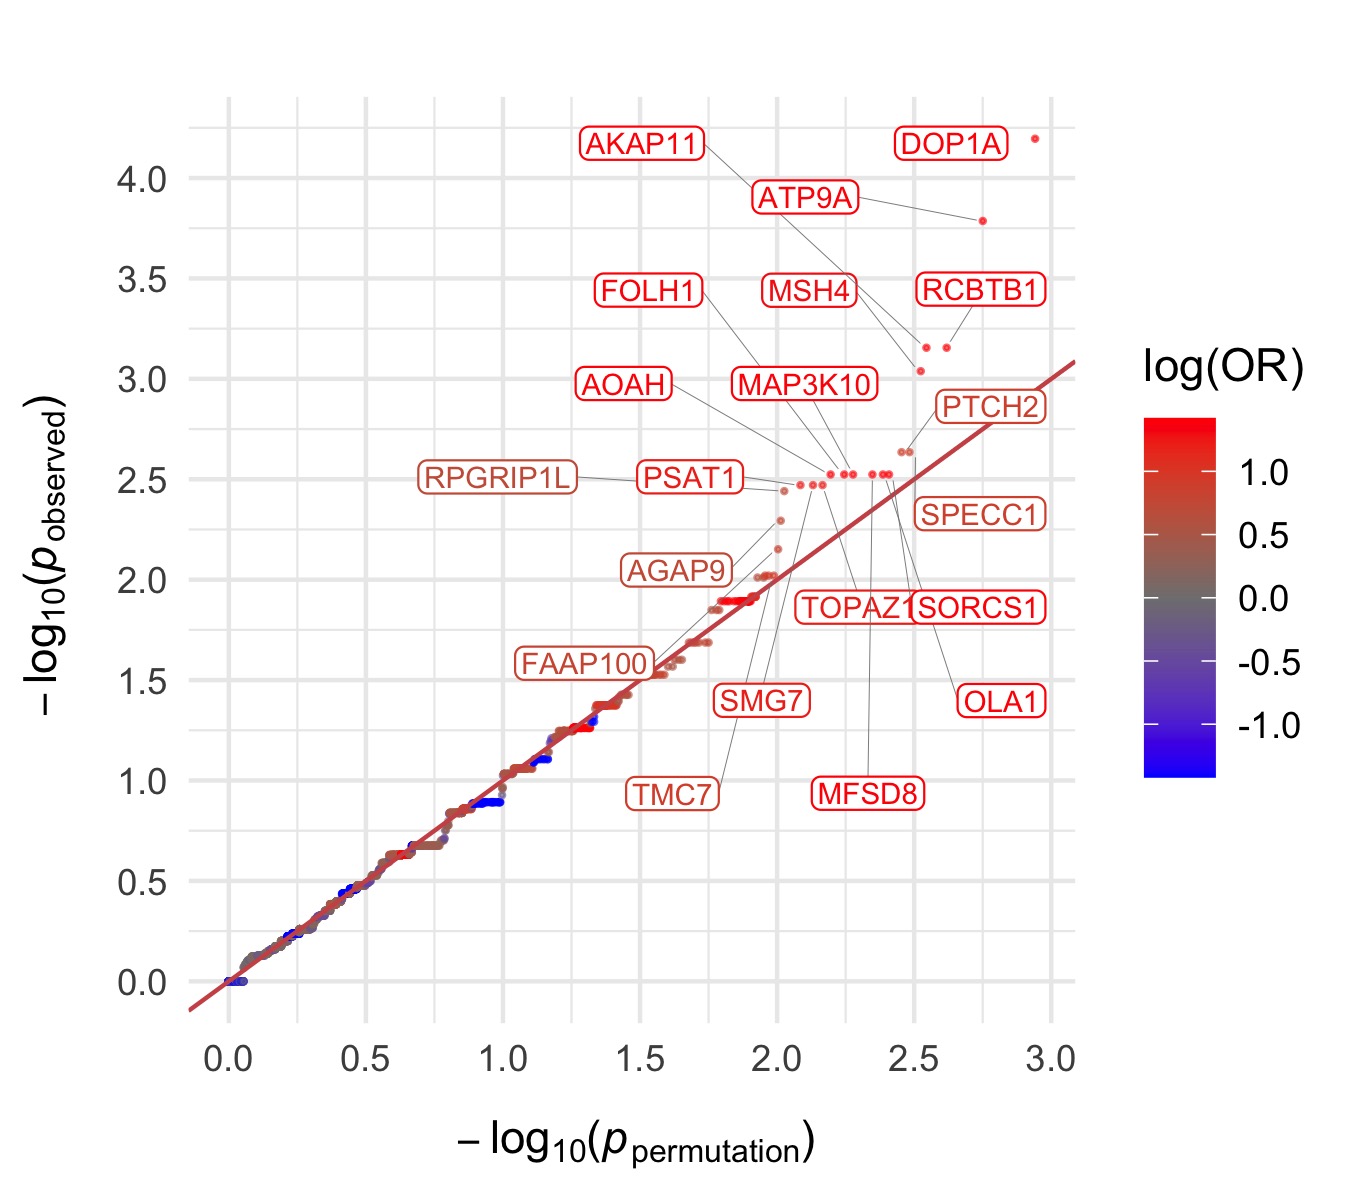 AKAP11
DOP1A
ATP9A
FOLH1
MSH4
RCBTB1
AOAH
MAP3K10
PTCH2
RPGRIP1L
PSAT1
SPECC1
AGAP9
TOPAZ1
SORCS1
FAAP100
SMG7
OLA1
TMC7
MFSD8
4.0
3.5
3.0
2.5
2.0
1.5
1.0
0.5
0.0
0.0 0.5 1.0 1.5 2.0 2.5 3.0
− log10(pobserved)
− log10(ppermutation)
log(OR)
1.0
0.5
0.0
-0.5
-1.0